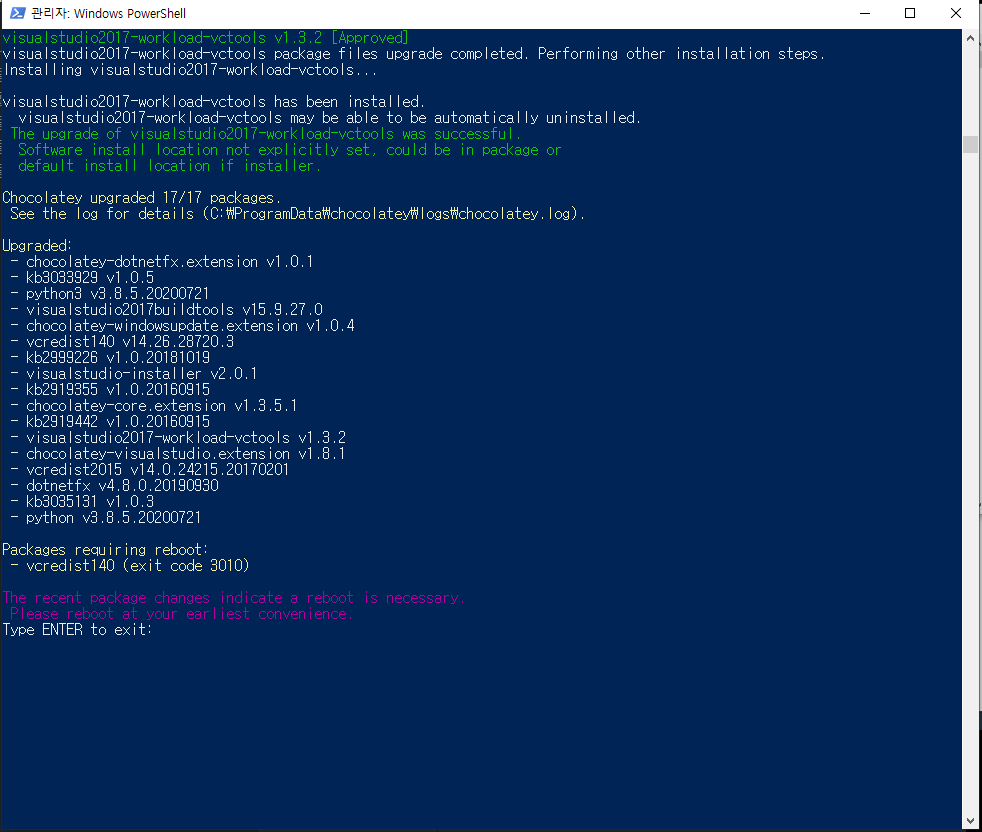 관리자: Windows PowerShell
visualstudio2017-workload-vctools v1.3.2 [Approved]
visualstudio2017-workload-vctools package files upgrade completed. Performing other installation steps.
Installing visualstudio2017-workload-vctools...
visualstudio2017-workload-vctools has been installed.
visualstudio2017-workload-vctools may be able to be automatically uninstalled.
The upgrade of visualstudio2017-workload-vctools was successful.
Software install location not explicitly set, could be in package or
default install location if installer.
Chocolatey upgraded 17/17 packages.
See the log for details (C:₩ProgramData₩chocolatey₩logs₩chocolatey.log).
Upgraded:
- chocolatey-dotnetfx.extension v1.0.1
- kb3033929 v1.0.5
- python3 v3.8.5.20200721
- visualstudio2017buildtools v15.9.27.0
- chocolatey-windowsupdate.extension v1.0.4
- vcredist140 v14.26.28720.3
- kb2999226 v1.0.20181019
- visualstudio-installer v2.0.1
- kb2919355 v1.0.20160915
- chocolatey-core.extension v1.3.5.1
- kb2919442 v1.0.20160915
- visualstudio2017-workload-vctools v1.3.2
- chocolatey-visualstudio.extension v1.8.1
- vcredist2015 v14.0.24215.20170201
- dotnetfx v4.8.0.20190930
- kb3035131 v1.0.3
- python v3.8.5.20200721
Packages requiring reboot:
- vcredist140 (exit code 3010)
The recent package changes indicate a reboot is necessary.
Please reboot at your earliest convenience.
Type ENTER to exit: